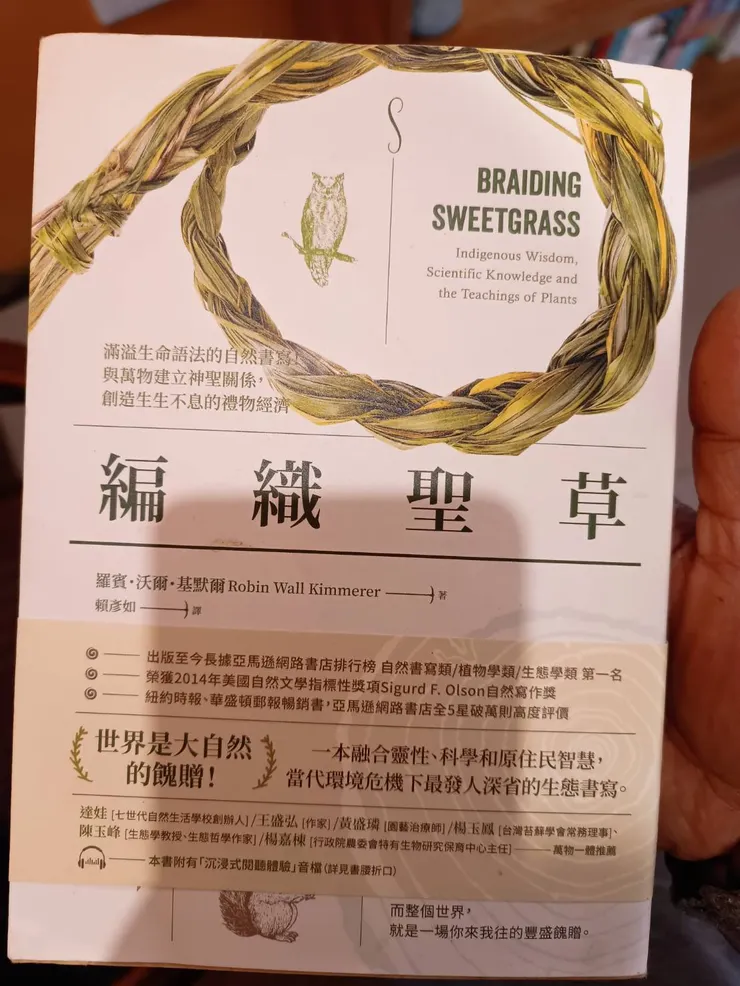 BRAIDING
SWEETGRASS
Indigenous Wisdom,
Scientific Knowledge and
the Teachings of Plants
滿溢生命語法的自然書寫!
與萬物建立神聖關係,
創造生生不息的禮物經濟
編織聖草
羅賓·沃爾·基默爾 Robin Wall Kimmerer 著
賴彥如 譯
出版至今長據亞馬遜網路書店排行榜 自然書寫類/植物學類/生態學類 第一名
榮獲2014年美國自然文學指標性獎項Sigurd F. Olson自然寫作獎
紐約時報、華盛頓郵報暢銷書,亞馬遜網路書店全5星破萬則高度評價
世界是大自然
的餽贈!
一本融合靈性、科學和原住民智慧,
當代環境危機下最發人深省的生態書寫。
達娃 [七世代自然生活學校創辦人]/王盛弘 [作家]/黃盛璘 [園藝治療師]/楊玉鳳 [台灣苔蘚學會常務理事]、
陳玉峰 [生態學教授、生態哲學作家]/楊嘉棟 [行政院農委會特有生物研究保育中心主任] 萬物一體推薦
本書附有「沉浸式閱聽體驗」音檔(詳見書腰折口)
而整個世界,
就是一場你來我往的豐盛餽贈。